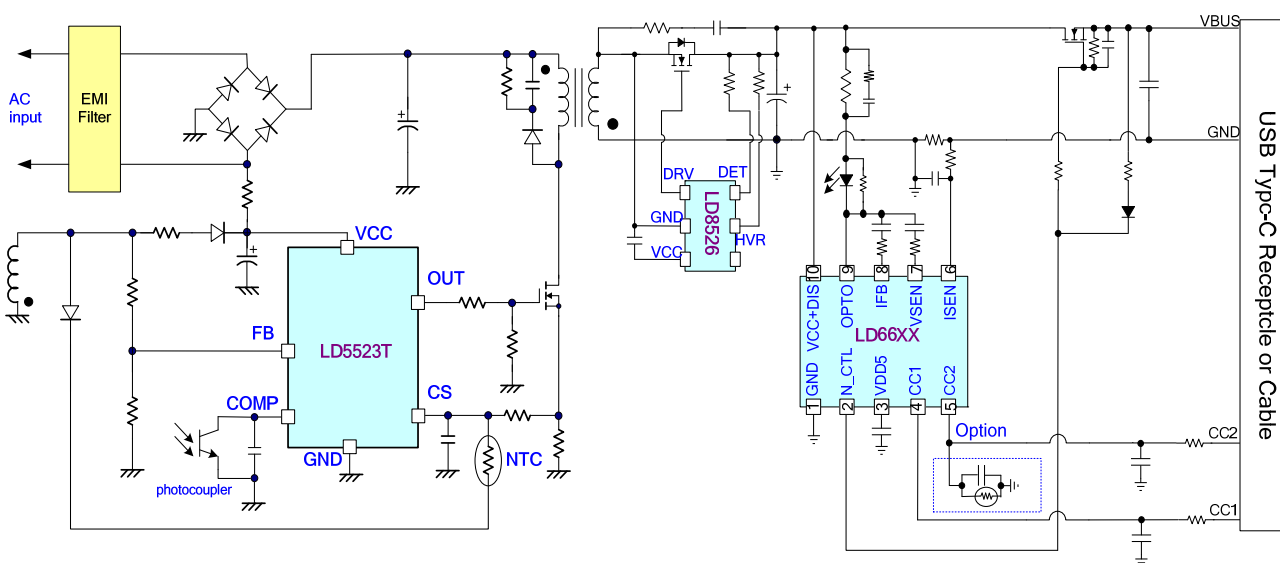 AC
input
EMI
Filter
+
+
VCC
OUT
FB
LD5523T
CS
COMP
GND
NTC
photocoupler
DRV
DET
GND
HVR
VCC
LD8526
+
VBUS
GND
10
9
8
7
6
VCC+DIS
OPTO
IFB
VSEN
ISEN
LD66XX
GND
N_CTL
VDD5
CC1
CC2
1
2
3
4
5
Option
CC2
CC1
USB Typc-C Receptcle or Cable